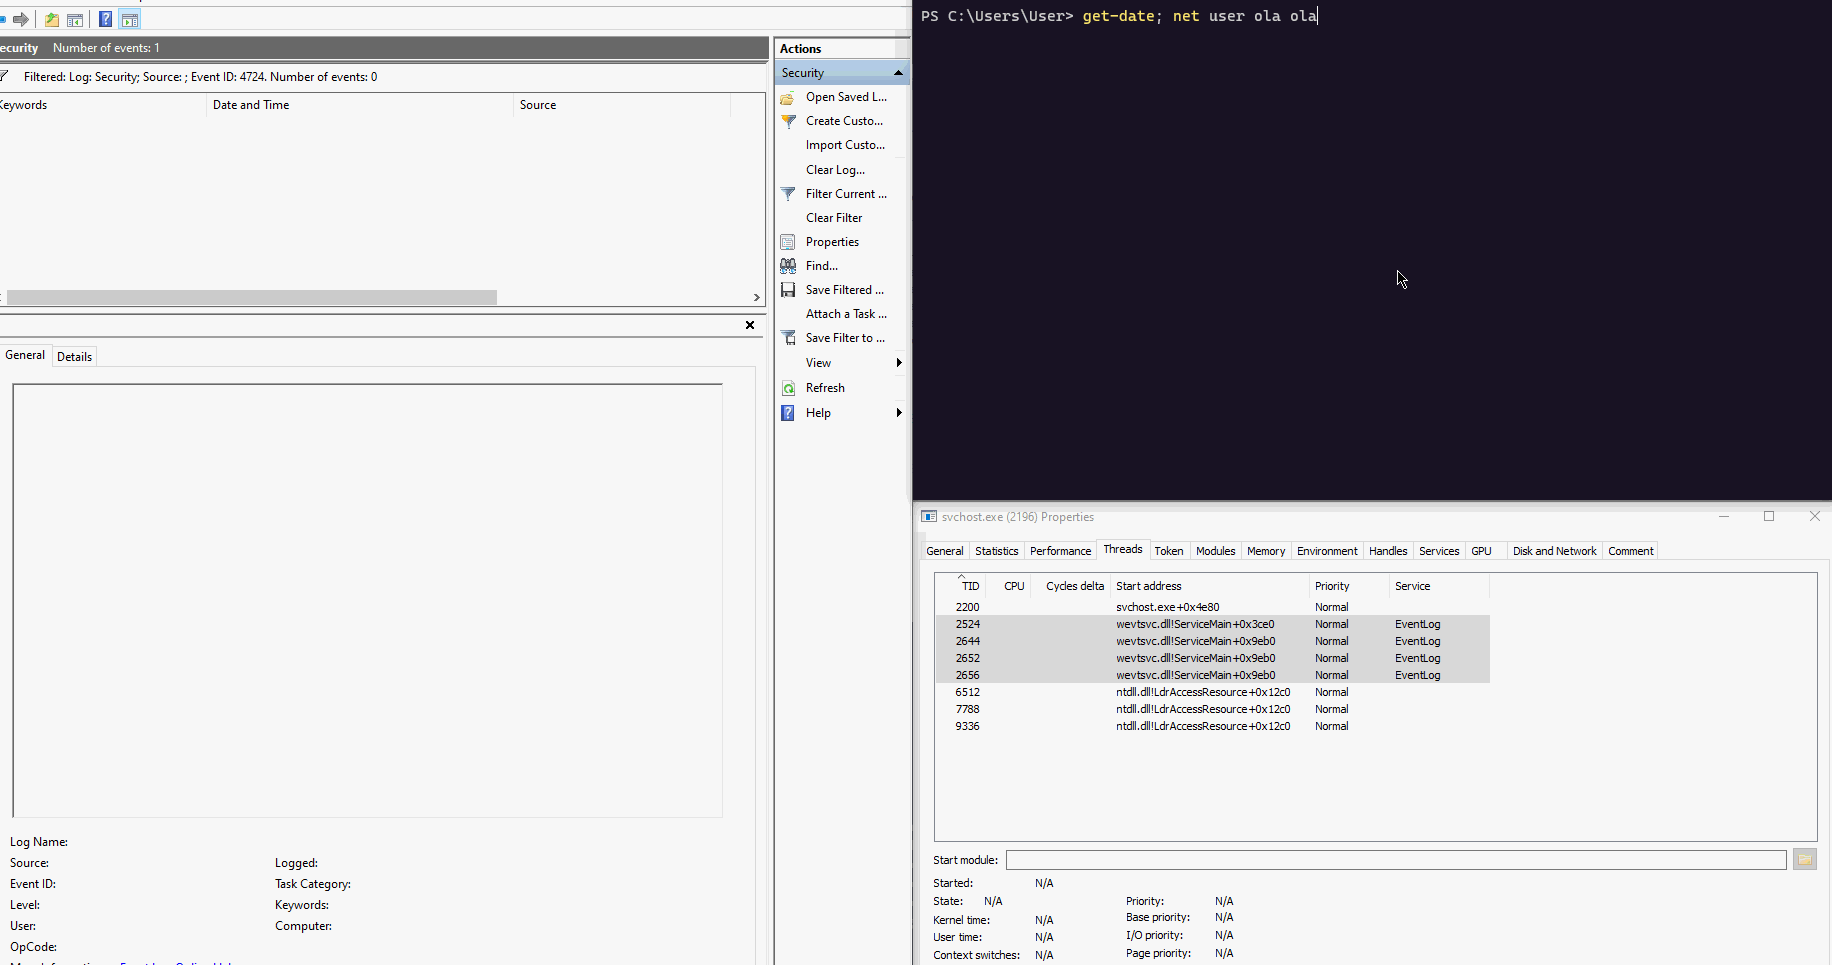 ecurity Number of events: 1
Filtered: Log: Security; Source: ; Event ID: 4724. Number of events: 0
Keywords Date and Time Source
General Details
Log Name:
Source: Logged:
Event ID: Task Category:
Level: Keywords:
User: Computer:
OpCode:
Actions
Security
Open Saved L...
Create Custo...
Import Custo...
Clear Log...
Filter Current ...
Clear Filter
Properties
Find...
Save Filtered ...
Attach a Task ...
Save Filter to ...
View
Refresh
Help
PS C:\Users\User> get-date; net user ola ola
svchost.exe (2196) Properties
General Statistics Performance Threads Token Modules Memory Environment Handles Services GPU Disk and Network Comment
TID CPU Cycles delta Start address Priority Service
2200 svchost.exe+0x4e80 Normal
2524 wevtsvc.dll!ServiceMain+0x3ce0 Normal EventLog
2644 wevtsvc.dll!ServiceMain+0x9eb0 Normal EventLog
2652 wevtsvc.dll!ServiceMain+0x9eb0 Normal EventLog
2656 wevtsvc.dll!ServiceMain+0x9eb0 Normal EventLog
6512 ntdll.dll!LdrAccessResource+0x12c0 Normal
7788 ntdll.dll!LdrAccessResource+0x12c0 Normal
9336 ntdll.dll!LdrAccessResource+0x12c0 Normal
Start module:
Started: N/A
State: N/A Priority: N/A
Kernel time: N/A Base priority: N/A
User time: N/A I/O priority: N/A
Context switches: N/A Page priority: N/A